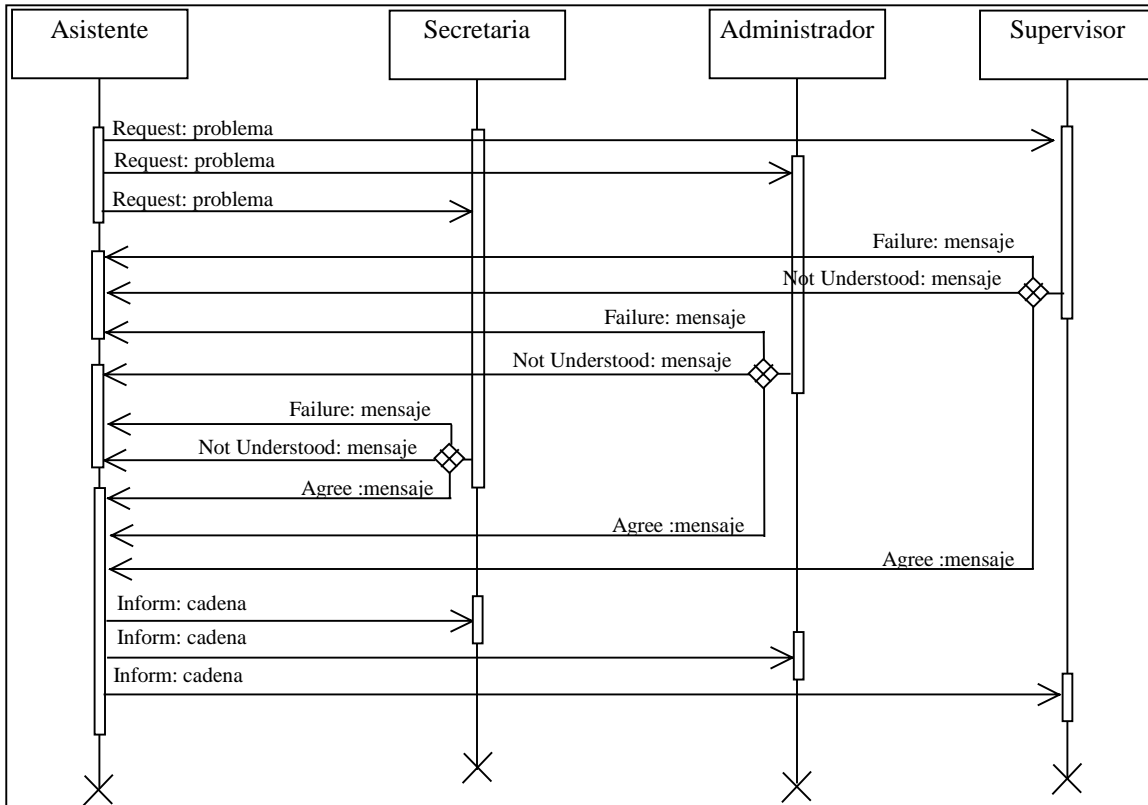 Asistente
Secretaria
Administrador
Supervisor
Request: problema
Request: problema
Request: problema
Failure: mensaje
Not Understood: mensaje
Failure: mensaje
Not Understood: mensaje
Failure: mensaje
Not Understood: mensaje
Agree :mensaje
Agree :mensaje
Agree :mensaje
Inform: cadena
Inform: cadena
Inform: cadena